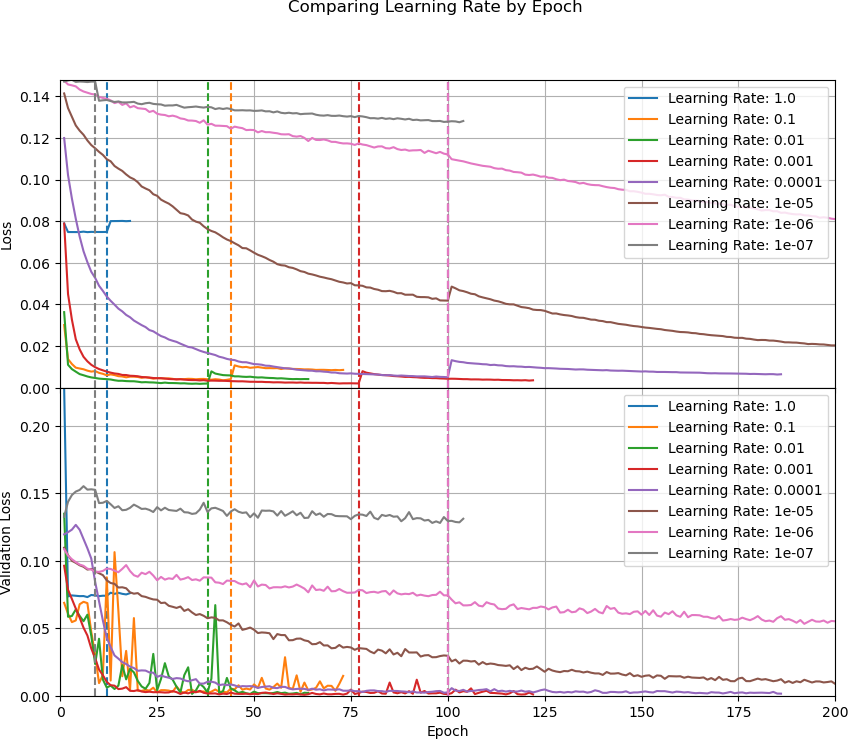 Comparing Learning Rate by Epoch
Loss
0.14
0.12
0.10
0.08
0.06
0.04
0.02
0.00
Learning Rate: 1.0
Learning Rate: 0.1
Learning Rate: 0.01
Learning Rate: 0.001
Learning Rate: 0.0001
Learning Rate: 1e-05
Learning Rate: 1e-06
Learning Rate: 1e-07
Validation Loss
0.20
0.15
0.10
0.05
0.00
Learning Rate: 1.0
Learning Rate: 0.1
Learning Rate: 0.01
Learning Rate: 0.001
Learning Rate: 0.0001
Learning Rate: 1e-05
Learning Rate: 1e-06
Learning Rate: 1e-07
0 25 50 75 100 125 150 175 200
Epoch